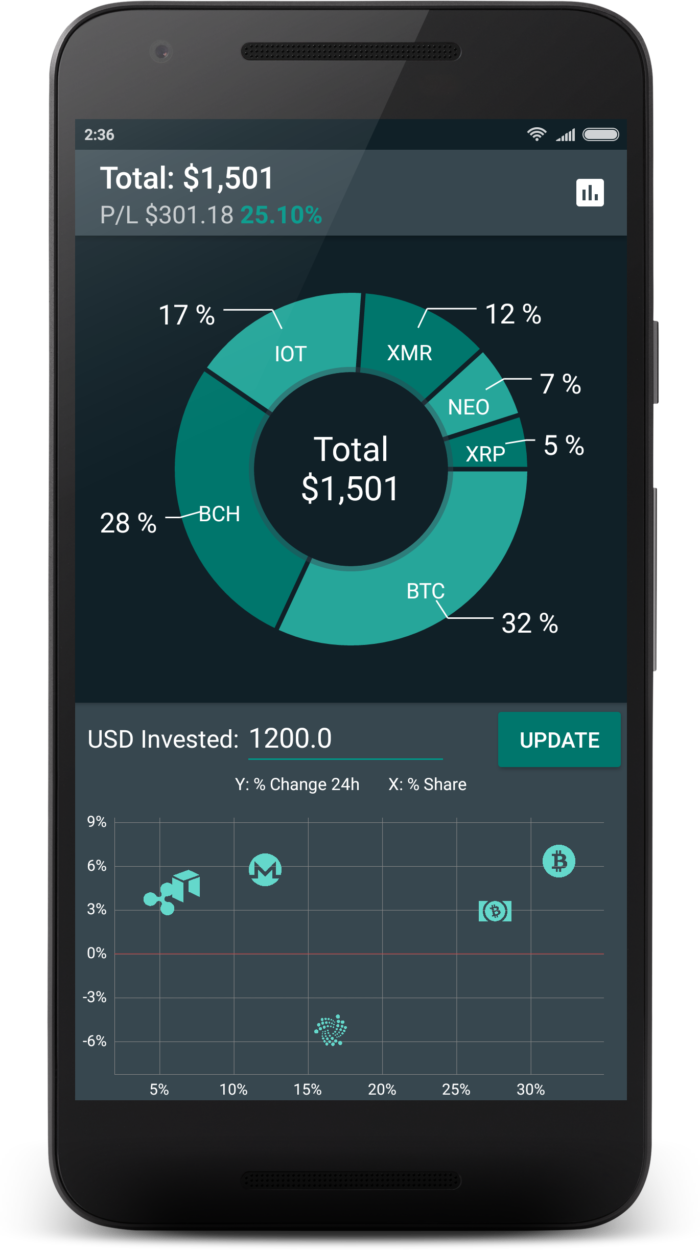 2:36
Total: $1,501
P/L $301.18 25.10%
17 %
12 %
IOT
XMR
7 %
NEO
5 %
XRP
Total
$1,501
28 %
BCH
BTC
32 %
USD Invested: 1200.0
UPDATE
Y: % Change 24h X: % Share
9%
6%
3%
0%
-3%
-6%
5% 10% 15% 20% 25% 30%